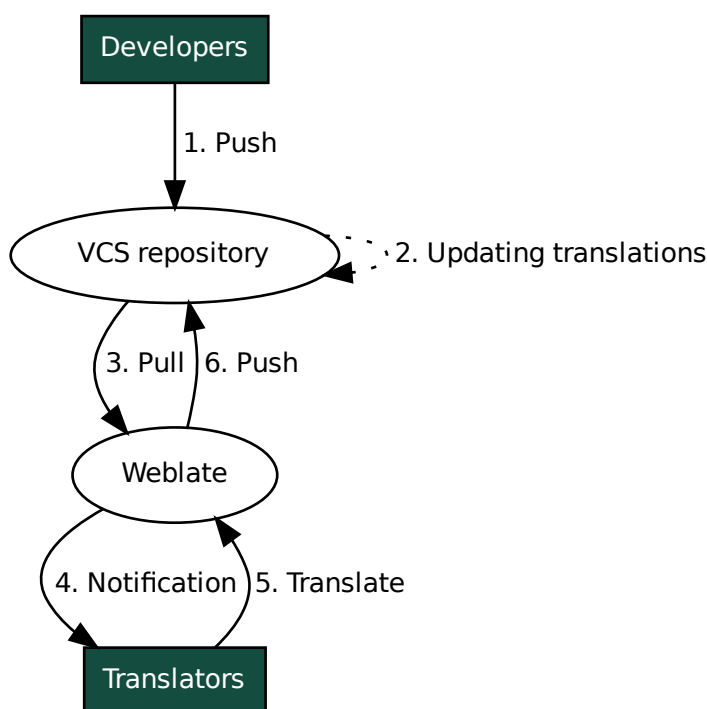 Developers
1. Push
VCS repository
2. Updating translations
3. Pull
6. Push
Weblate
4. Notification
5. Translate
Translators